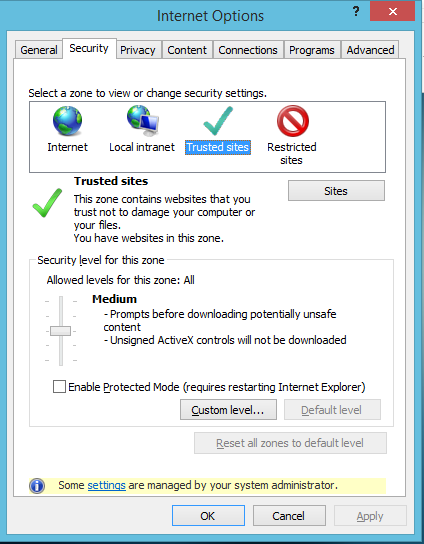 Internet Options
? ×
General Security Privacy Content Connections Programs Advanced
Select a zone to view or change security settings.
Internet Local intranet Trusted sites Restricted
sites
Trusted sites
Sites
This zone contains websites that you
trust not to damage your computer or
your files.
You have websites in this zone.
Security level for this zone
Allowed levels for this zone: All
Medium
- Prompts before downloading potentially unsafe
content
- Unsigned ActiveX controls will not be downloaded
Enable Protected Mode (requires restarting Internet Explorer)
Custom level... Default level
Reset all zones to default level
Some settings are managed by your system administrator.
OK Cancel Apply